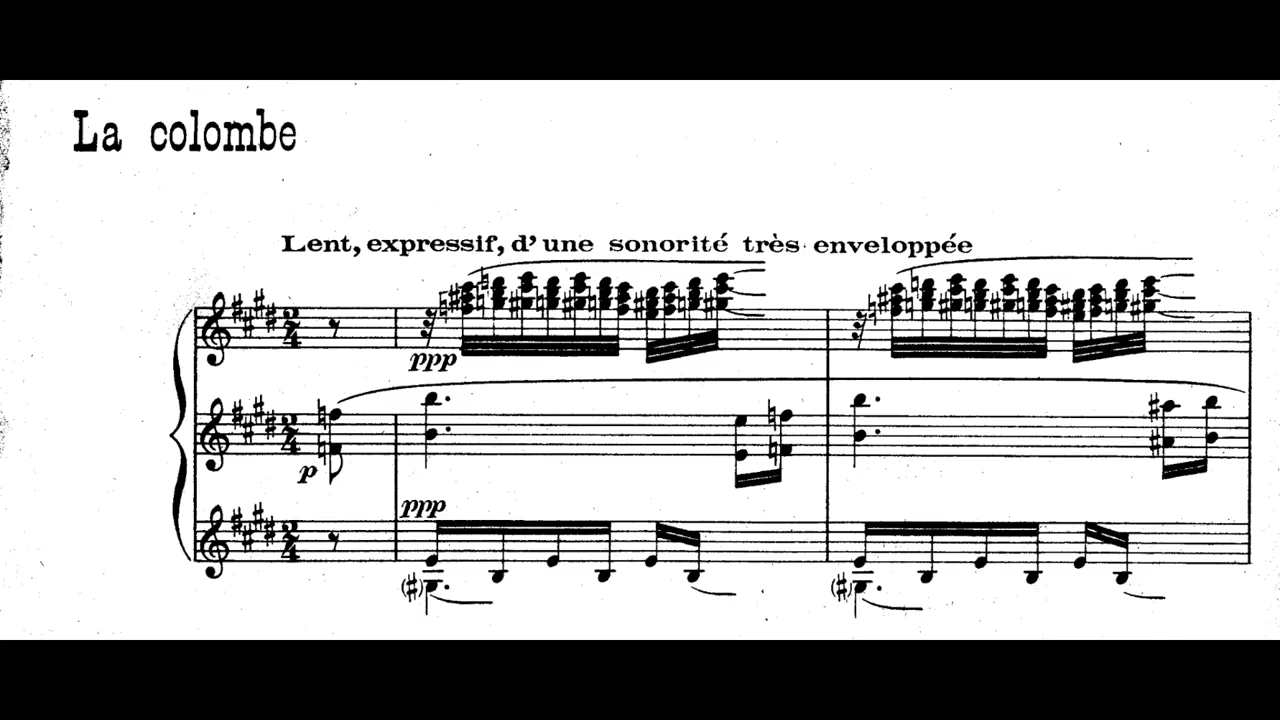 La colombe
Lent, expressif, d'une sonorité très enveloppée
ppp
p
ppp